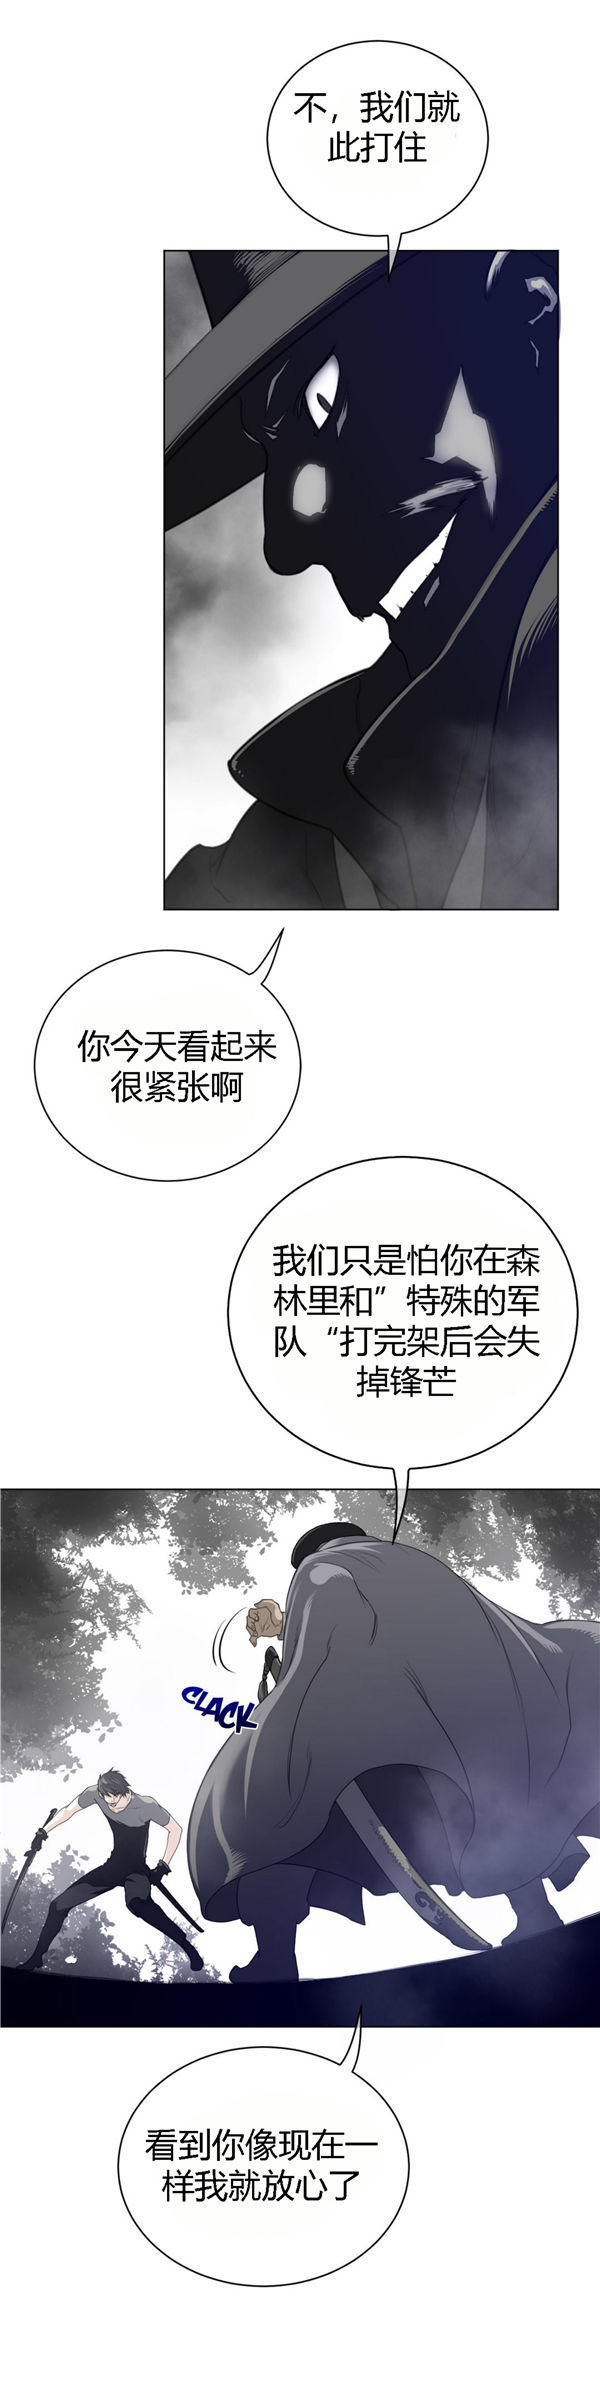 不，我们就
此打住
你今天看起来
很紧张啊
我们只是怕你在森
林里和”特殊的军
队“打完架后会失
掉锋芒
CLACK
看到你像现在一
样我就放心了